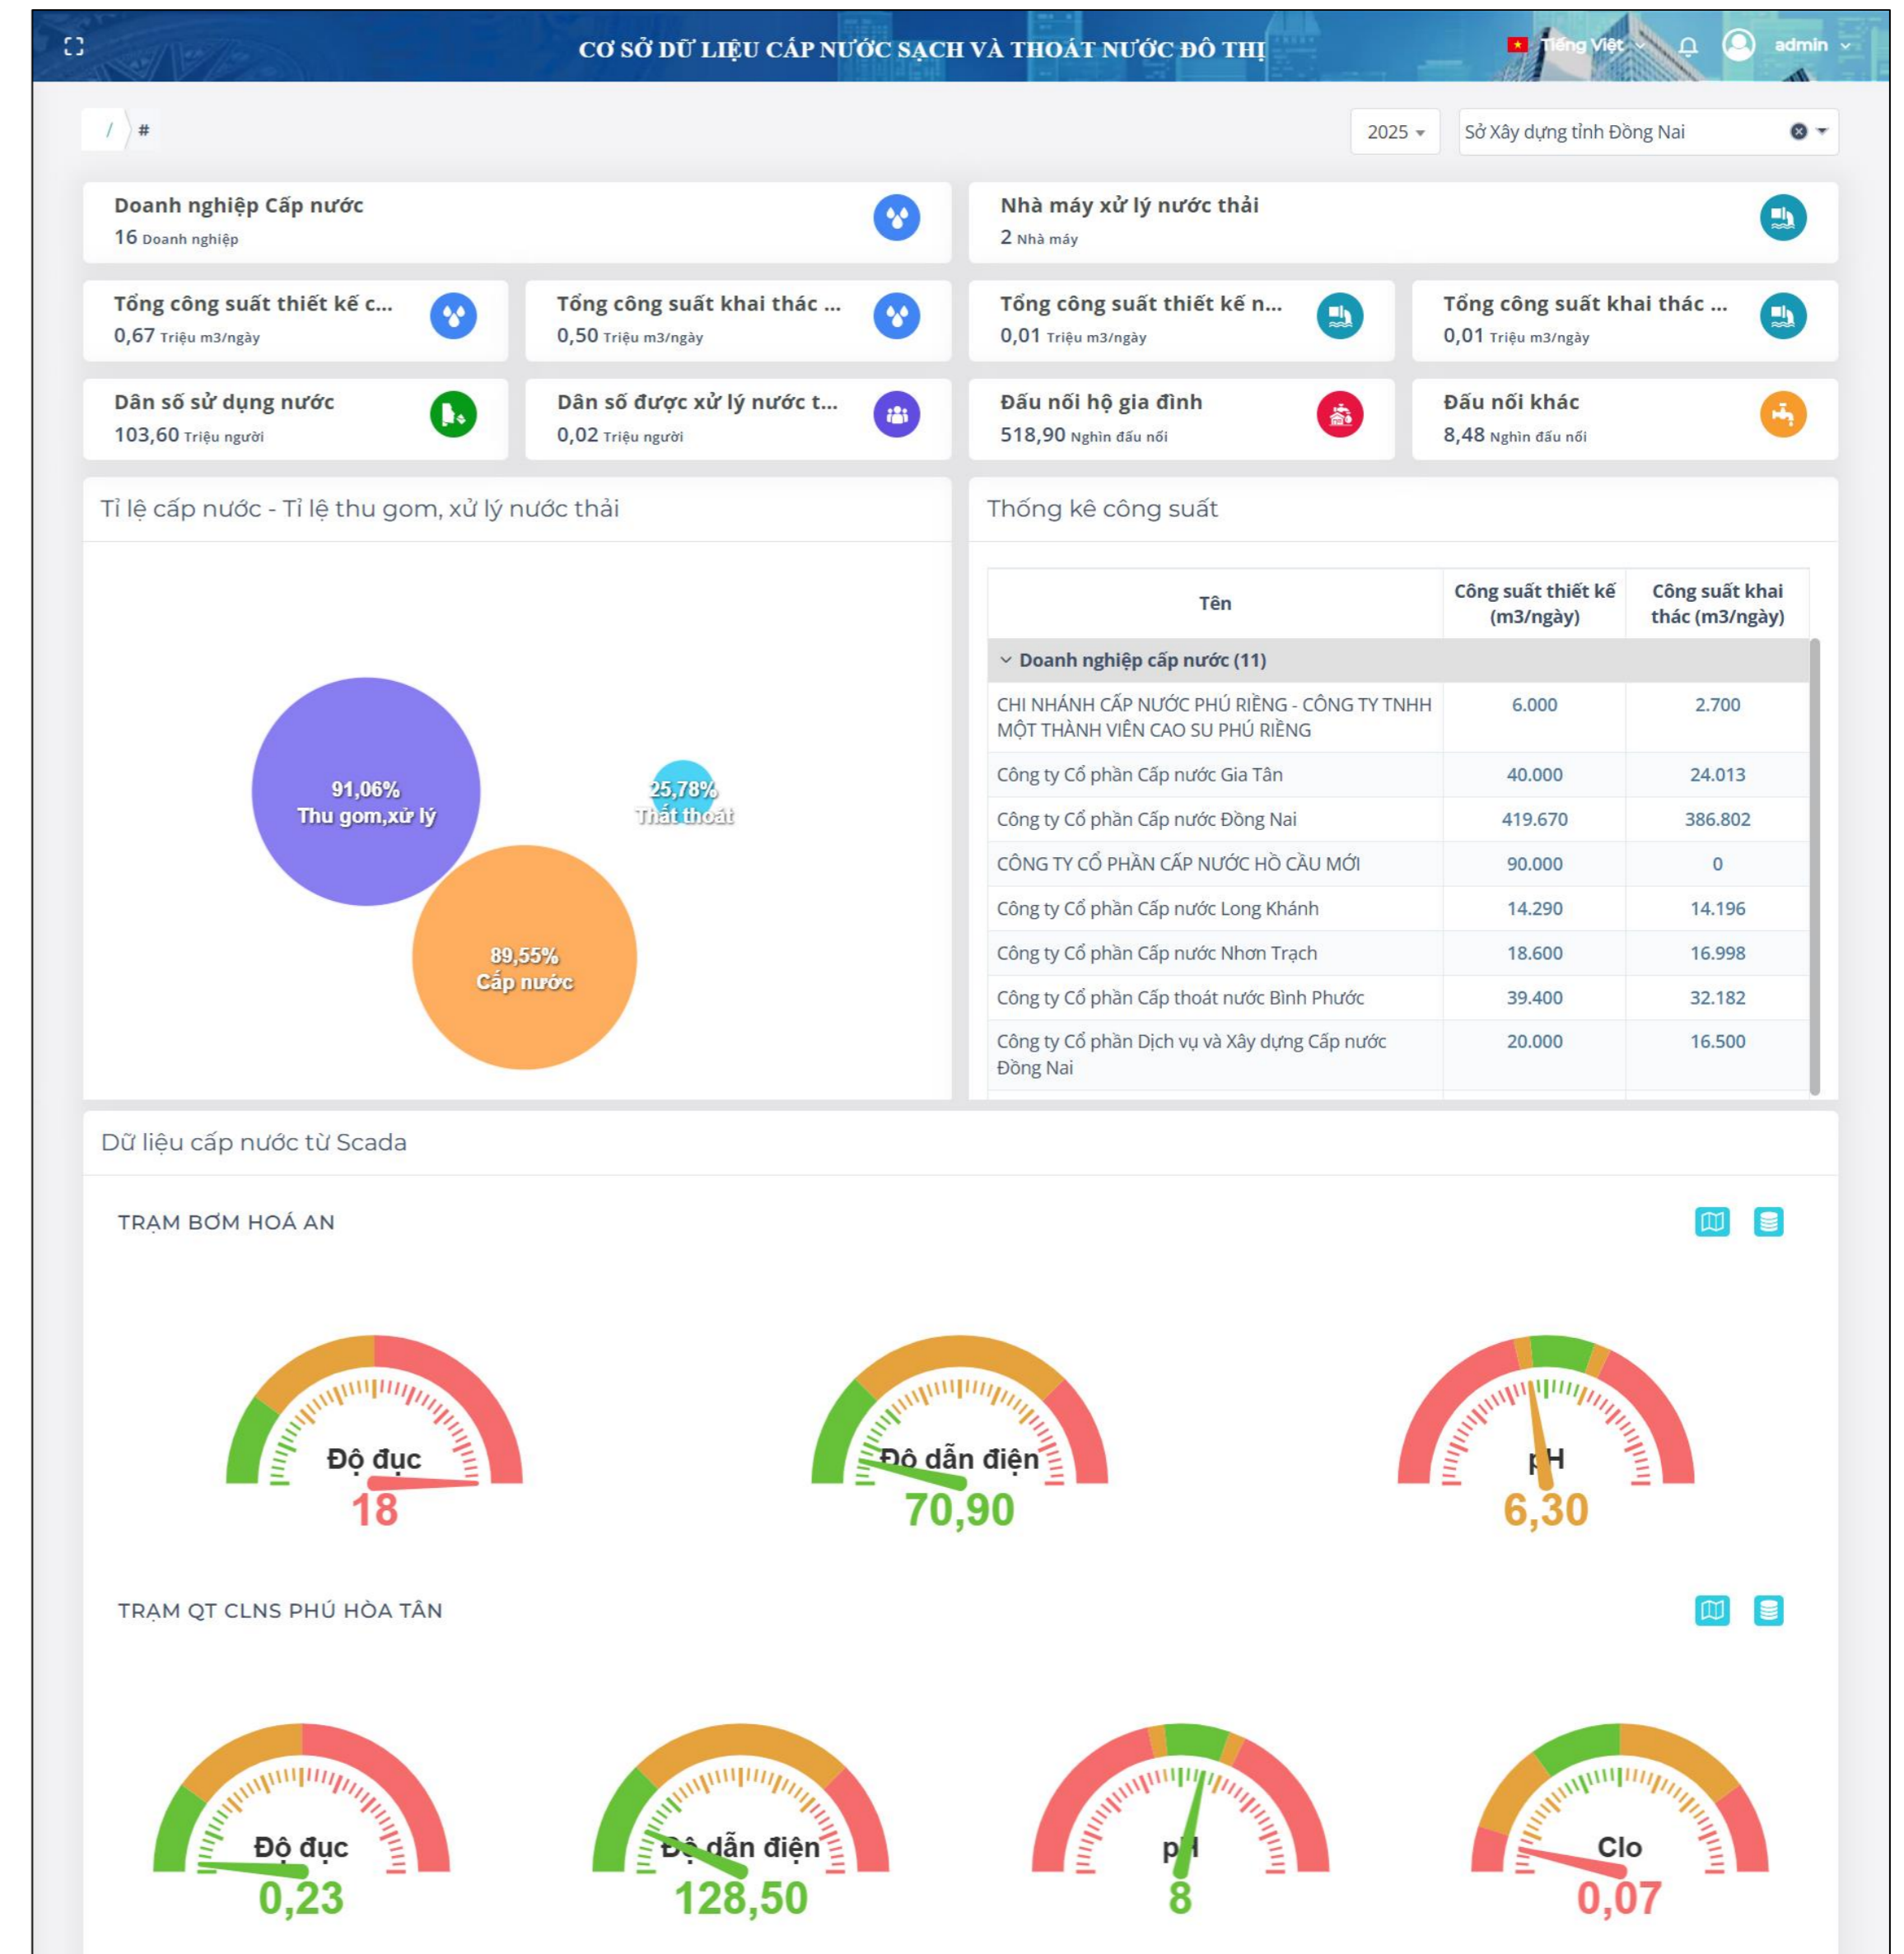 CƠ SỞ DỮ LIỆU CẤP NƯỚC SẠCH VÀ THOÁT NƯỚC ĐÔ THỊ
Tiếng Việt
admin
/ #
2025
Sở Xây dựng tỉnh Đồng Nai
Doanh nghiệp Cấp nước
16 Doanh nghiệp
Nhà máy xử lý nước thải
2 Nhà máy
Tổng công suất thiết kế c...
0,67 Triệu m3/ngày
Tổng công suất khai thác ...
0,50 Triệu m3/ngày
Tổng công suất thiết kế n...
0,01 Triệu m3/ngày
Tổng công suất khai thác ...
0,01 Triệu m3/ngày
Dân số sử dụng nước
103,60 Triệu người
Dân số được xử lý nước t...
0,02 Triệu người
Đấu nối hộ gia đình
518,90 Nghìn đấu nối
Đấu nối khác
8,48 Nghìn đấu nối
Tỉ lệ cấp nước - Tỉ lệ thu gom, xử lý nước thải
91,06%
Thu gom,xử lý
25,78%
Thất thoát
89,55%
Cấp nước
Thống kê công suất
Tên
Công suất thiết kế
(m3/ngày)
Công suất khai
thác (m3/ngày)
Doanh nghiệp cấp nước (11)
CHI NHÁNH CẤP NƯỚC PHÚ RIỀNG - CÔNG TY TNHH
MỘT THÀNH VIÊN CAO SU PHÚ RIỀNG
6.000
2.700
Công ty Cổ phần Cấp nước Gia Tân
40.000
24.013
Công ty Cổ phần Cấp nước Đồng Nai
419.670
386.802
CÔNG TY CỔ PHẦN CẤP NƯỚC HỒ CẦU MỚI
90.000
0
Công ty Cổ phần Cấp nước Long Khánh
14.290
14.196
Công ty Cổ phần Cấp nước Nhơn Trạch
18.600
16.998
Công ty Cổ phần Cấp thoát nước Bình Phước
39.400
32.182
Công ty Cổ phần Dịch vụ và Xây dựng Cấp nước
Đồng Nai
20.000
16.500
Dữ liệu cấp nước từ Scada
TRẠM BƠM HOÁ AN
Độ đục
18
Độ dẫn điện
70,90
pH
6,30
TRẠM QT CLNS PHÚ HÒA TÂN
Độ đục
0,23
Độ dẫn điện
128,50
pH
8
Clo
0,07